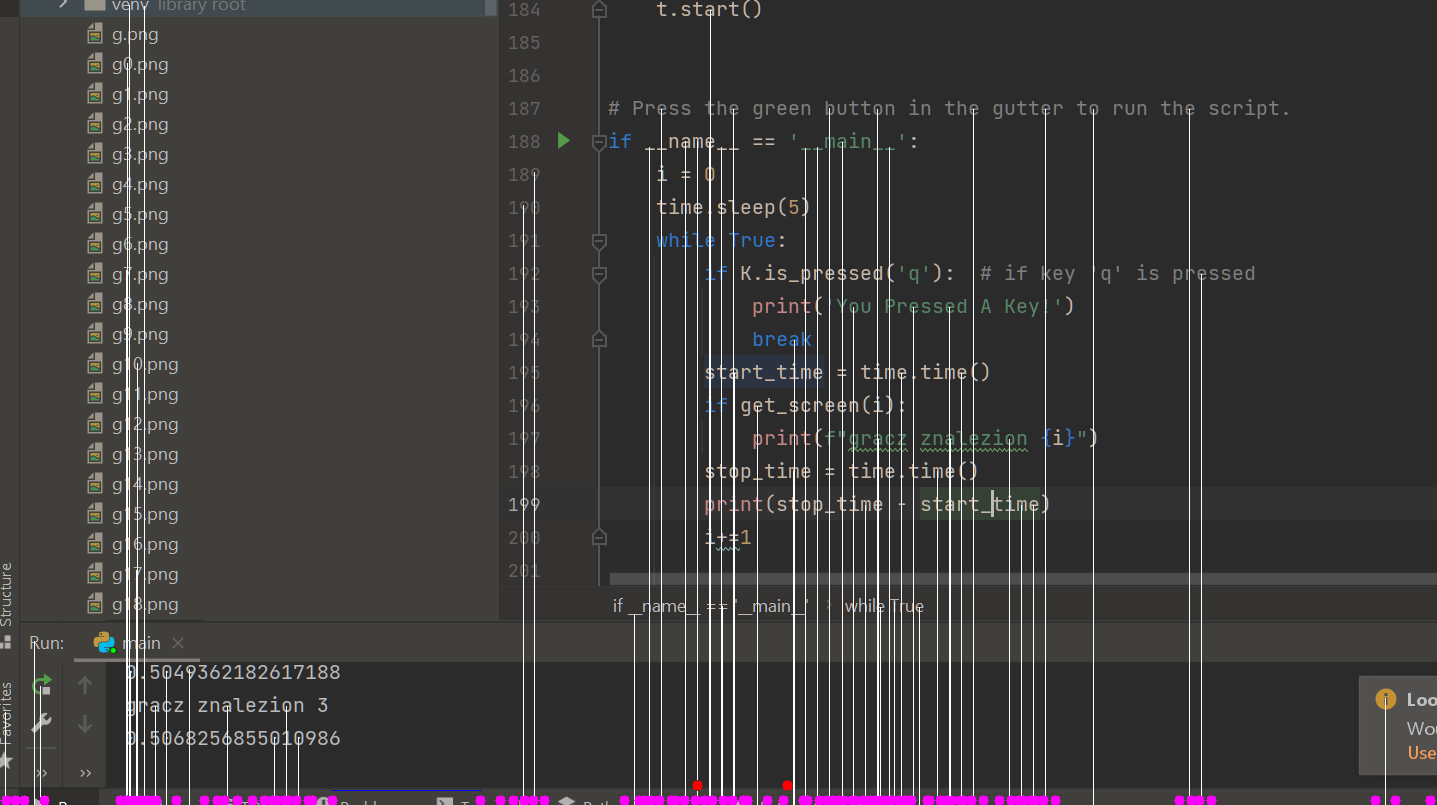 venv library root
g.png
g0.png
g1.png
g2.png
g3.png
g4.png
g5.png
g6.png
g7.png
g8.png
g9.png
g10.png
g11.png
g12.png
g13.png
g14.png
g15.png
g16.png
g17.png
g18.png
184 t.start()
185
186
187 # Press the green button in the gutter to run the script.
188 if __name__ == '__main__':
189 i = 0
190 time.sleep(5)
191 while True:
192 if K.is_pressed('q'):  # if key 'q' is pressed
193 print('You Pressed A Key!')
194 break
195 start_time = time.time()
196 if get_screen(i):
197 print(f"gracz znalezion {i}")
198 stop_time = time.time()
199 print(stop_time - start_time)
200 i+=1
201
if __name__ == '__main__' › while True
Structure
Favorites
Run: main
0.5049362182617188
gracz znalezion 3
0.5068256855010986
Loo
Wou
Use